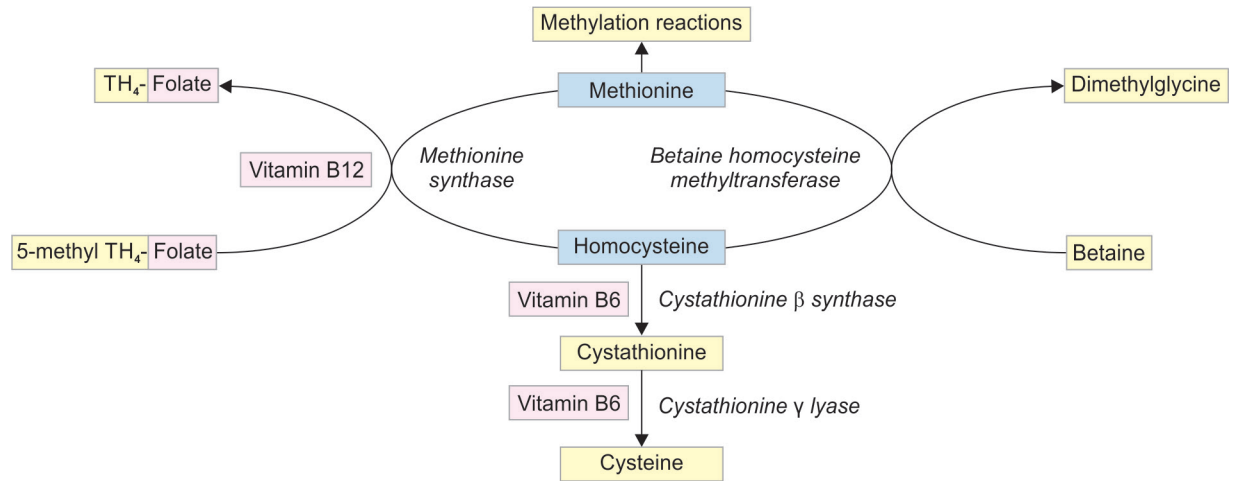 Methylation reactions
TH₄-Folate
Methionine
Dimethylglycine
Vitamin B12
Methionine
synthase
Betaine homocysteine
methyltransferase
5-methyl TH₄-Folate
Homocysteine
Betaine
Vitamin B6
Cystathionine β synthase
Cystathionine
Vitamin B6
Cystathionine γ lyase
Cysteine